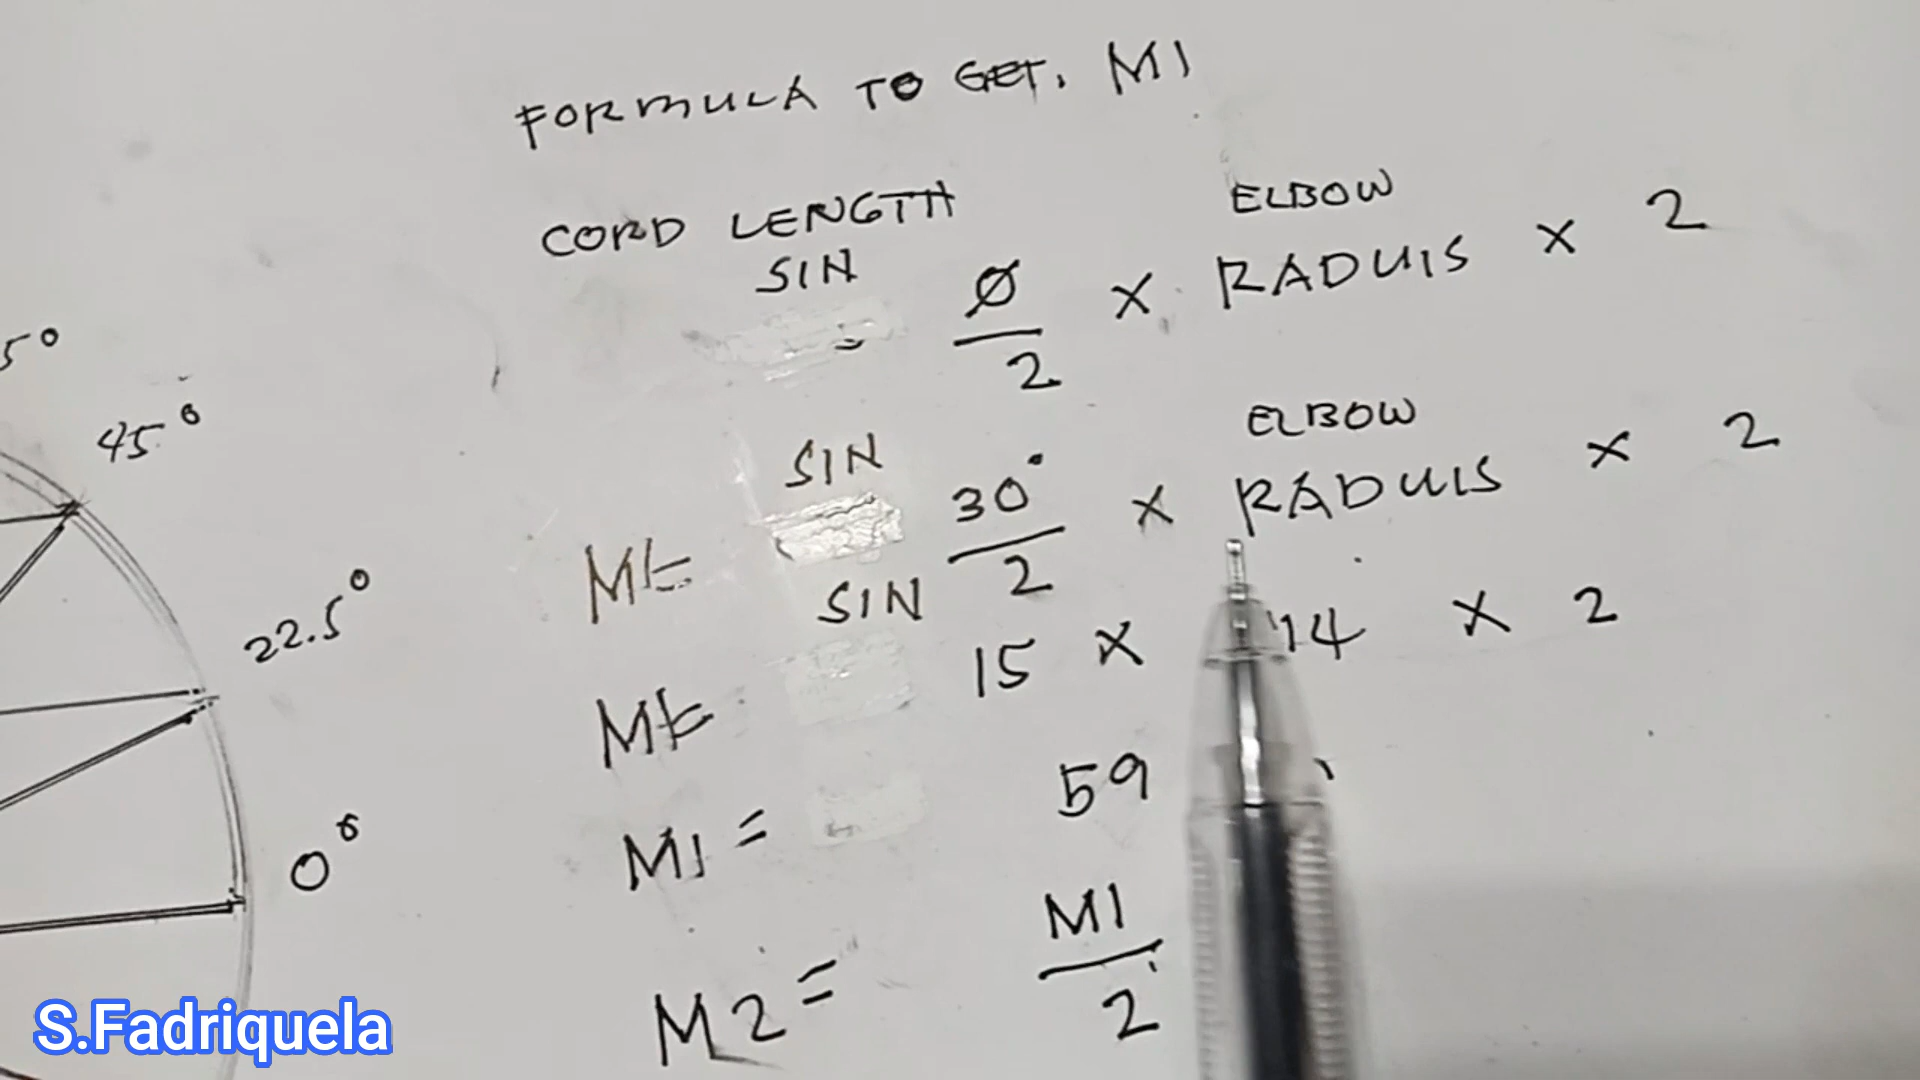 FORMULA TO GET. M1
CORD LENGTH
SIN Ø/2 X ELBOW RADUIS X 2
M1= SIN 30°/2 X ELBOW RADUIS X 2
M1= SIN 15 X 114 X 2
M1= 59
M2= M1/2
45°
22.5°
0°
S.Fadriquela